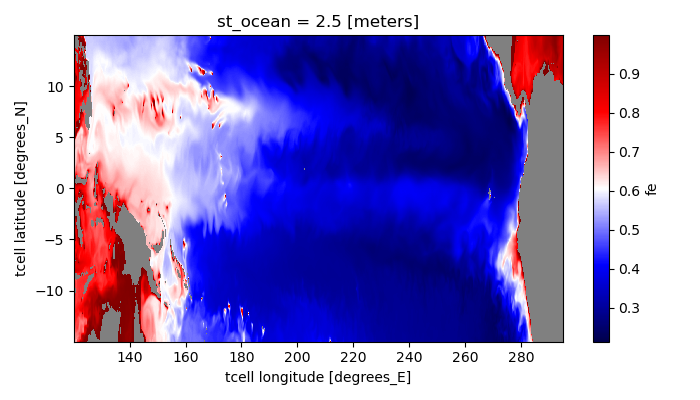 st_ocean = 2.5 [meters]
10
5
0
−5
−10
tcell latitude [degrees_N]
140 160 180 200 220 240 260 280
tcell longitude [degrees_E]
0.9
0.8
0.7
0.6
0.5
0.4
0.3
fe